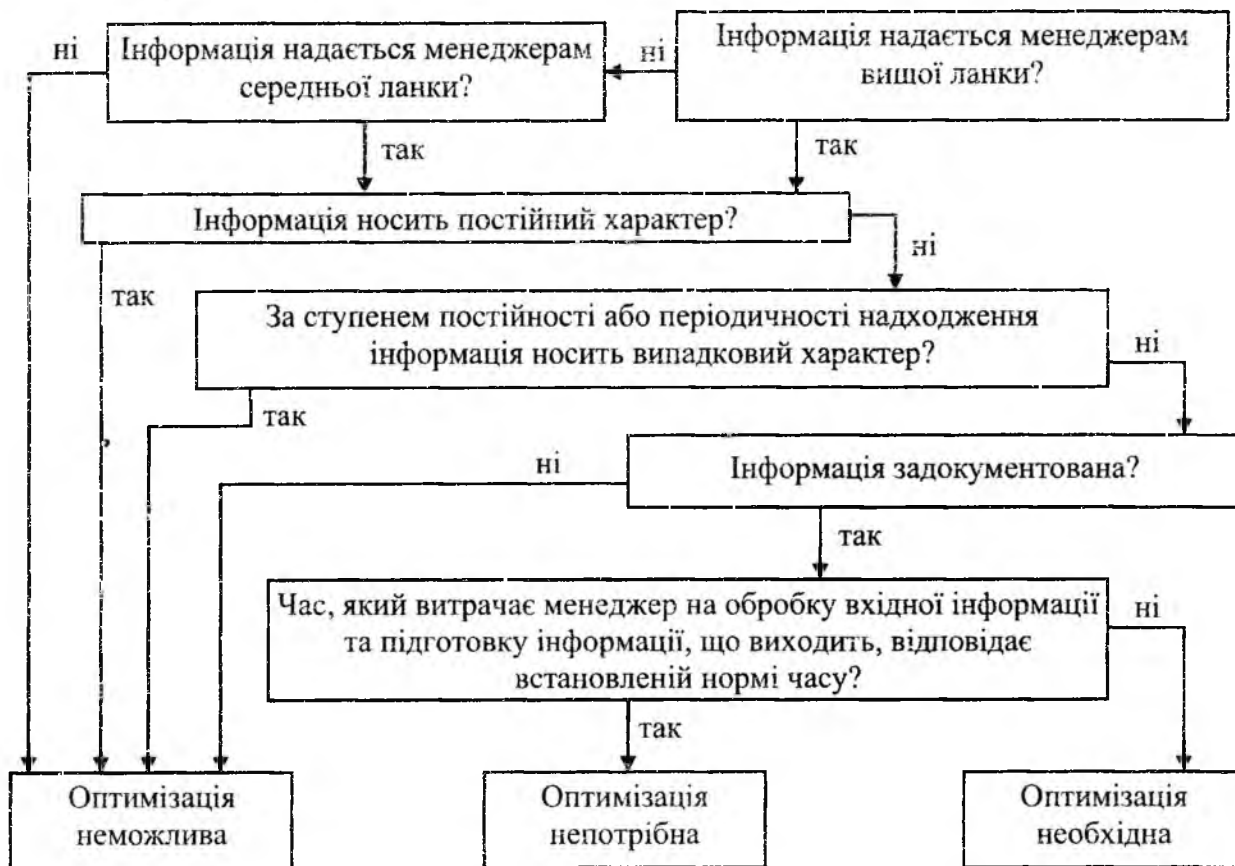 ні
Інформація надається менеджерам
середньої ланки?
ні
Інформація надається менеджерам
вищої ланки?
так
так
Інформація носить постійний характер?
ні
так
За ступенем постійності або періодичності надходження
інформація носить випадковий характер?
ні
так
ні
Інформація задокументована?
так
Час, який витрачає менеджер на обробку вхідної інформації
та підготовку інформації, що виходить, відповідає
встановленій нормі часу?
ні
так
Оптимізація
неможлива
Оптимізація
непотрібна
Оптимізація
необхідна